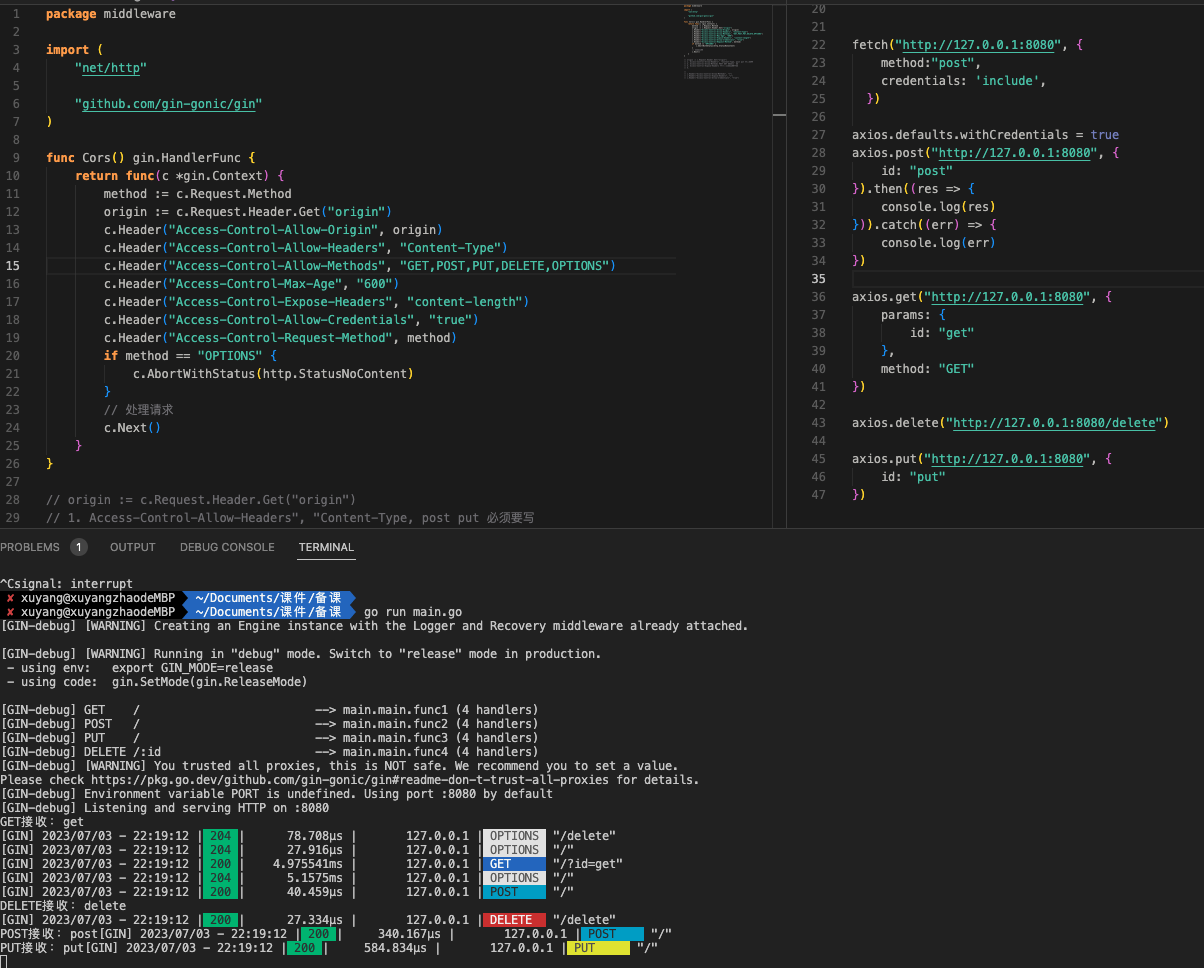 1 package middleware
2
3 import (
4 "net/http"
5
6 "github.com/gin-gonic/gin"
7 )
8
9 func Cors() gin.HandlerFunc {
10 return func(c *gin.Context) {
11 method := c.Request.Method
12 origin := c.Request.Header.Get("origin")
13 c.Header("Access-Control-Allow-Origin", origin)
14 c.Header("Access-Control-Allow-Headers", "Content-Type")
15 c.Header("Access-Control-Allow-Methods", "GET,POST,PUT,DELETE,OPTIONS")
16 c.Header("Access-Control-Max-Age", "600")
17 c.Header("Access-Control-Expose-Headers", "content-length")
18 c.Header("Access-Control-Allow-Credentials", "true")
19 c.Header("Access-Control-Request-Method", method)
20 if method == "OPTIONS" {
21 c.AbortWithStatus(http.StatusNoContent)
22 }
23 // 处理请求
24 c.Next()
25 }
26 }
27
28 // origin := c.Request.Header.Get("origin")
29 // 1. Access-Control-Allow-Headers", "Content-Type, post put 必须要写
20
21
22 fetch("http://127.0.0.1:8080", {
23 method:"post",
24 credentials: 'include',
25 })
26
27 axios.defaults.withCredentials = true
28 axios.post("http://127.0.0.1:8080", {
29 id: "post"
30 }).then((res => {
31 console.log(res)
32 })).catch((err) => {
33 console.log(err)
34 })
35
36 axios.get("http://127.0.0.1:8080", {
37 params: {
38 id: "get"
39 },
40 method: "GET"
41 })
42
43 axios.delete("http://127.0.0.1:8080/delete")
44
45 axios.put("http://127.0.0.1:8080", {
46 id: "put"
47 })
PROBLEMS 1 OUTPUT DEBUG CONSOLE TERMINAL
^Csignal: interrupt
✘ xuyang@xuyangzhaodeMBP ~/Documents/课件/备课
✘ xuyang@xuyangzhaodeMBP ~/Documents/课件/备课 go run main.go
[GIN-debug] [WARNING] Creating an Engine instance with the Logger and Recovery middleware already attached.
[GIN-debug] [WARNING] Running in "debug" mode. Switch to "release" mode in production.
- using env: export GIN_MODE=release
- using code: gin.SetMode(gin.ReleaseMode)
[GIN-debug] GET / --> main.main.func1 (4 handlers)
[GIN-debug] POST / --> main.main.func2 (4 handlers)
[GIN-debug] PUT / --> main.main.func3 (4 handlers)
[GIN-debug] DELETE /:id --> main.main.func4 (4 handlers)
[GIN-debug] [WARNING] You trusted all proxies, this is NOT safe. We recommend you to set a value.
Please check https://pkg.go.dev/github.com/gin-gonic/gin#readme-don-t-trust-all-proxies for details.
[GIN-debug] Environment variable PORT is undefined. Using port :8080 by default
[GIN-debug] Listening and serving HTTP on :8080
GET接收: get
[GIN] 2023/07/03 - 22:19:12 | 204 | 78.708µs | 127.0.0.1 | OPTIONS "/delete"
[GIN] 2023/07/03 - 22:19:12 | 204 | 27.916µs | 127.0.0.1 | OPTIONS "/"
[GIN] 2023/07/03 - 22:19:12 | 200 | 4.975541ms | 127.0.0.1 | GET "/?id=get"
[GIN] 2023/07/03 - 22:19:12 | 204 | 5.1575ms | 127.0.0.1 | OPTIONS "/"
[GIN] 2023/07/03 - 22:19:12 | 200 | 40.459µs | 127.0.0.1 | POST "/"
DELETE接收: delete
[GIN] 2023/07/03 - 22:19:12 | 200 | 27.334µs | 127.0.0.1 | DELETE "/delete"
POST接收: post[GIN] 2023/07/03 - 22:19:12 | 200 | 340.167µs | 127.0.0.1 | POST "/"
PUT接收: put[GIN] 2023/07/03 - 22:19:12 | 200 | 584.834µs | 127.0.0.1 | PUT "/"